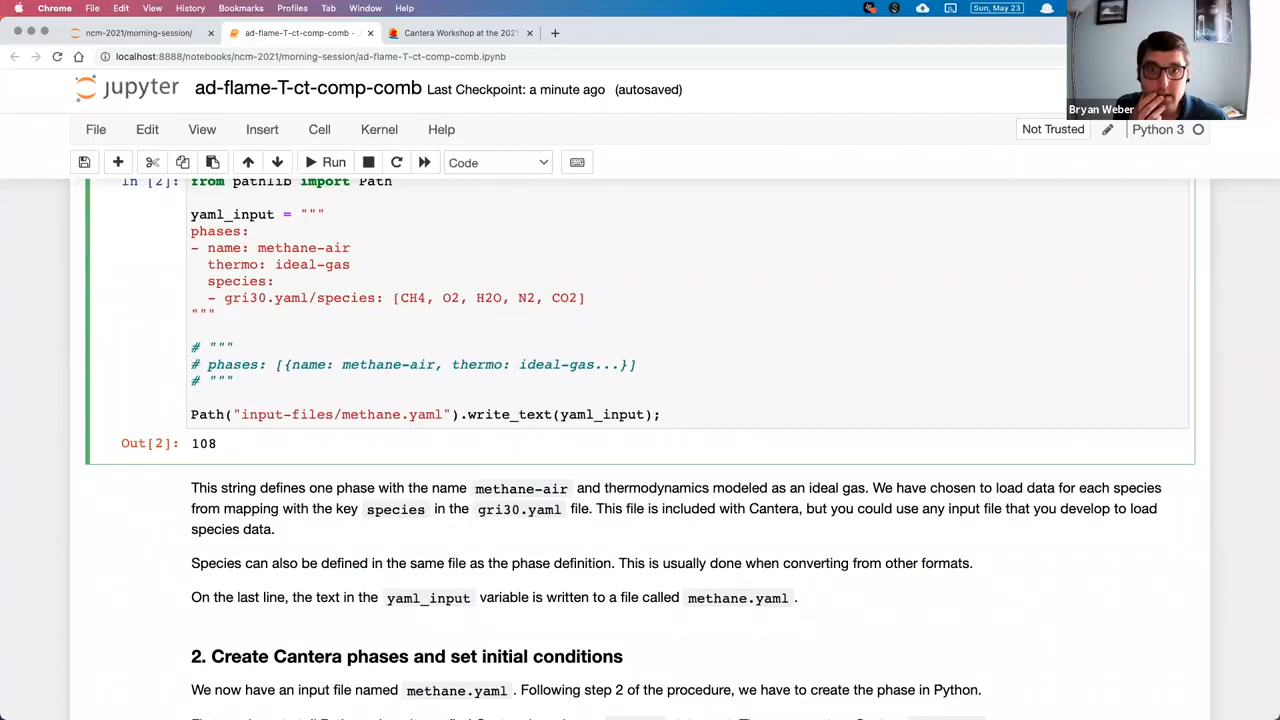 Chrome File Edit View History Bookmarks Profiles Tab Window Help Sun, May 23
ncm-2021/morning-session/
ad-flame-T-ct-comp-comb - J
Cantera Workshop at the 2021
localhost:8888/notebooks/ncm-2021/morning-session/ad-flame-T-ct-comp-comb.ipynb
jupyter ad-flame-T-ct-comp-comb Last Checkpoint: a minute ago (autosaved)
Bryan Weber
File Edit View Insert Cell Kernel Help Not Trusted Python 3
Run Code
In [2]: from pathlib import Path
yaml_input = """
phases:
- name: methane-air
thermo: ideal-gas
species:
- gri30.yaml/species: [CH4, O2, H2O, N2, CO2]
"""
# """
# phases: [{name: methane-air, thermo: ideal-gas...}]
# """
Path("input-files/methane.yaml").write_text(yaml_input);
Out[2]: 108
This string defines one phase with the name methane-air and thermodynamics modeled as an ideal gas. We have chosen to load data for each species
from mapping with the key species in the gri30.yaml file. This file is included with Cantera, but you could use any input file that you develop to load
species data.
Species can also be defined in the same file as the phase definition. This is usually done when converting from other formats.
On the last line, the text in the yaml_input variable is written to a file called methane.yaml.
2. Create Cantera phases and set initial conditions
We now have an input file named methane.yaml. Following step 2 of the procedure, we have to create the phase in Python.